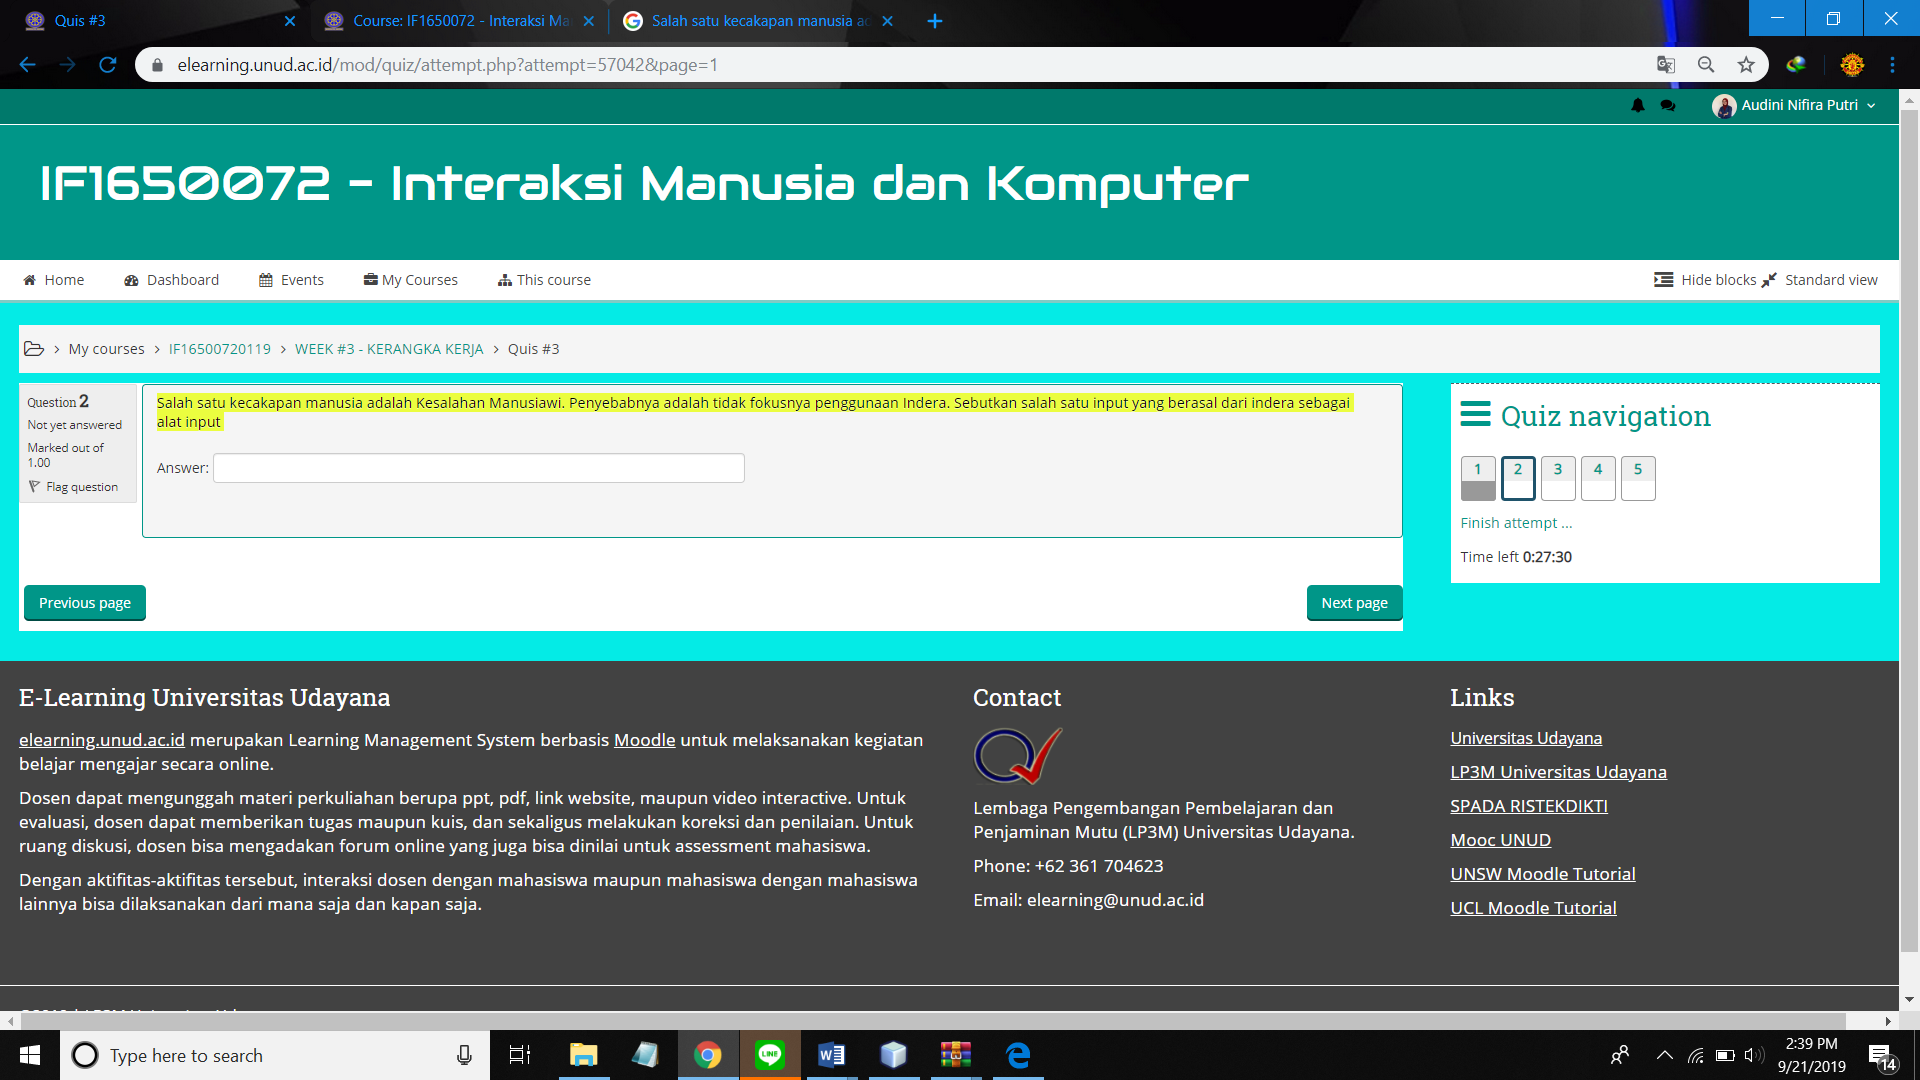 Quis #3
Course: IF1650072 - Interaksi Ma
Salah satu kecakapan manusia ad
elearning.unud.ac.id/mod/quiz/attempt.php?attempt=57042&page=1
Audini Nifira Putri
IF1650072 - Interaksi Manusia dan Komputer
Home
Dashboard
Events
My Courses
This course
Hide blocks
Standard view
My courses > IF16500720119 > WEEK #3 - KERANGKA KERJA > Quis #3
Question 2
Not yet answered
Marked out of
1.00
Flag question
Salah satu kecakapan manusia adalah Kesalahan Manusiawi. Penyebabnya adalah tidak fokusnya penggunaan Indera. Sebutkan salah satu input yang berasal dari indera sebagai
alat input
Answer:
Previous page
Next page
Quiz navigation
1 2 3 4 5
Finish attempt ...
Time left 0:27:30
E-Learning Universitas Udayana
elearning.unud.ac.id merupakan Learning Management System berbasis Moodle untuk melaksanakan kegiatan
belajar mengajar secara online.
Dosen dapat mengunggah materi perkuliahan berupa ppt, pdf, link website, maupun video interactive. Untuk
evaluasi, dosen dapat memberikan tugas maupun kuis, dan sekaligus melakukan koreksi dan penilaian. Untuk
ruang diskusi, dosen bisa mengadakan forum online yang juga bisa dinilai untuk assessment mahasiswa.
Dengan aktifitas-aktifitas tersebut, interaksi dosen dengan mahasiswa maupun mahasiswa dengan mahasiswa
lainnya bisa dilaksanakan dari mana saja dan kapan saja.
Contact
Lembaga Pengembangan Pembelajaran dan
Penjaminan Mutu (LP3M) Universitas Udayana.
Phone: +62 361 704623
Email: elearning@unud.ac.id
Links
Universitas Udayana
LP3M Universitas Udayana
SPADA RISTEKDIKTI
Mooc UNUD
UNSW Moodle Tutorial
UCL Moodle Tutorial
Type here to search
LINE
2:39 PM
9/21/2019
14